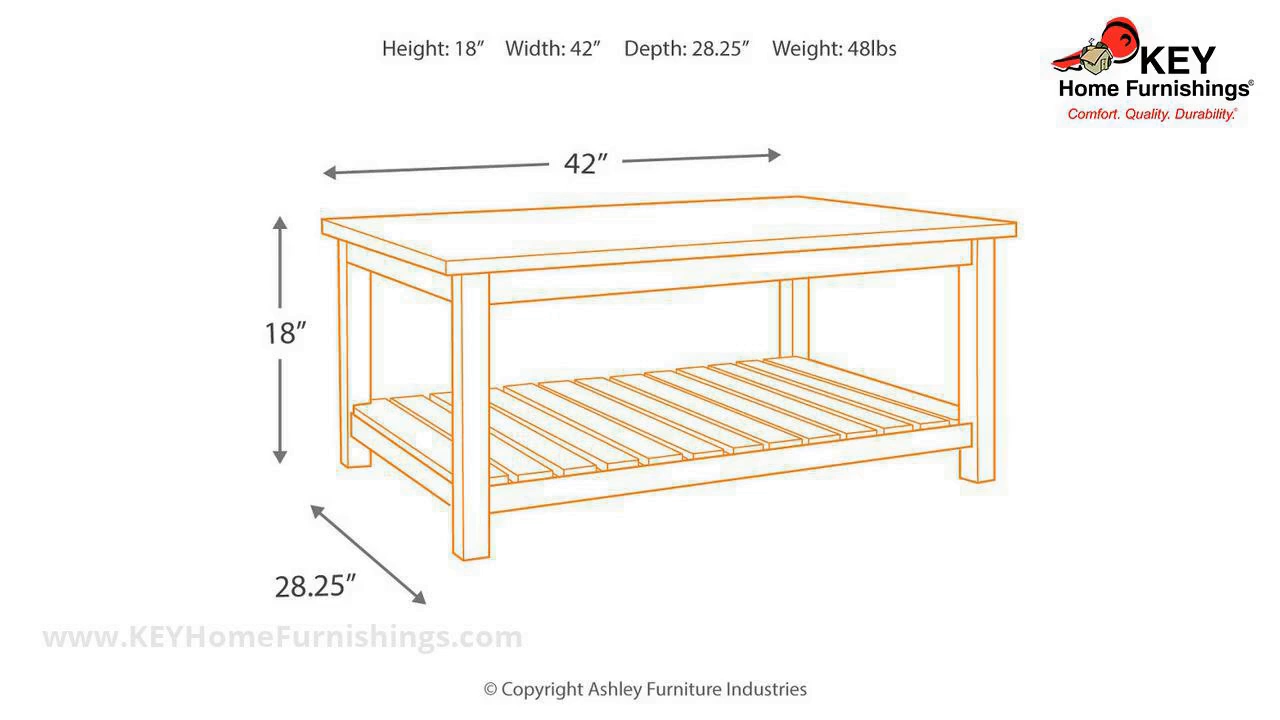 Height: 18” Width: 42” Depth: 28.25” Weight: 48lbs
KEY
Home Furnishings®
Comfort. Quality. Durability.®
42”
18”
28.25”
www.KEYHomeFurnishings.com
© Copyright Ashley Furniture Industries